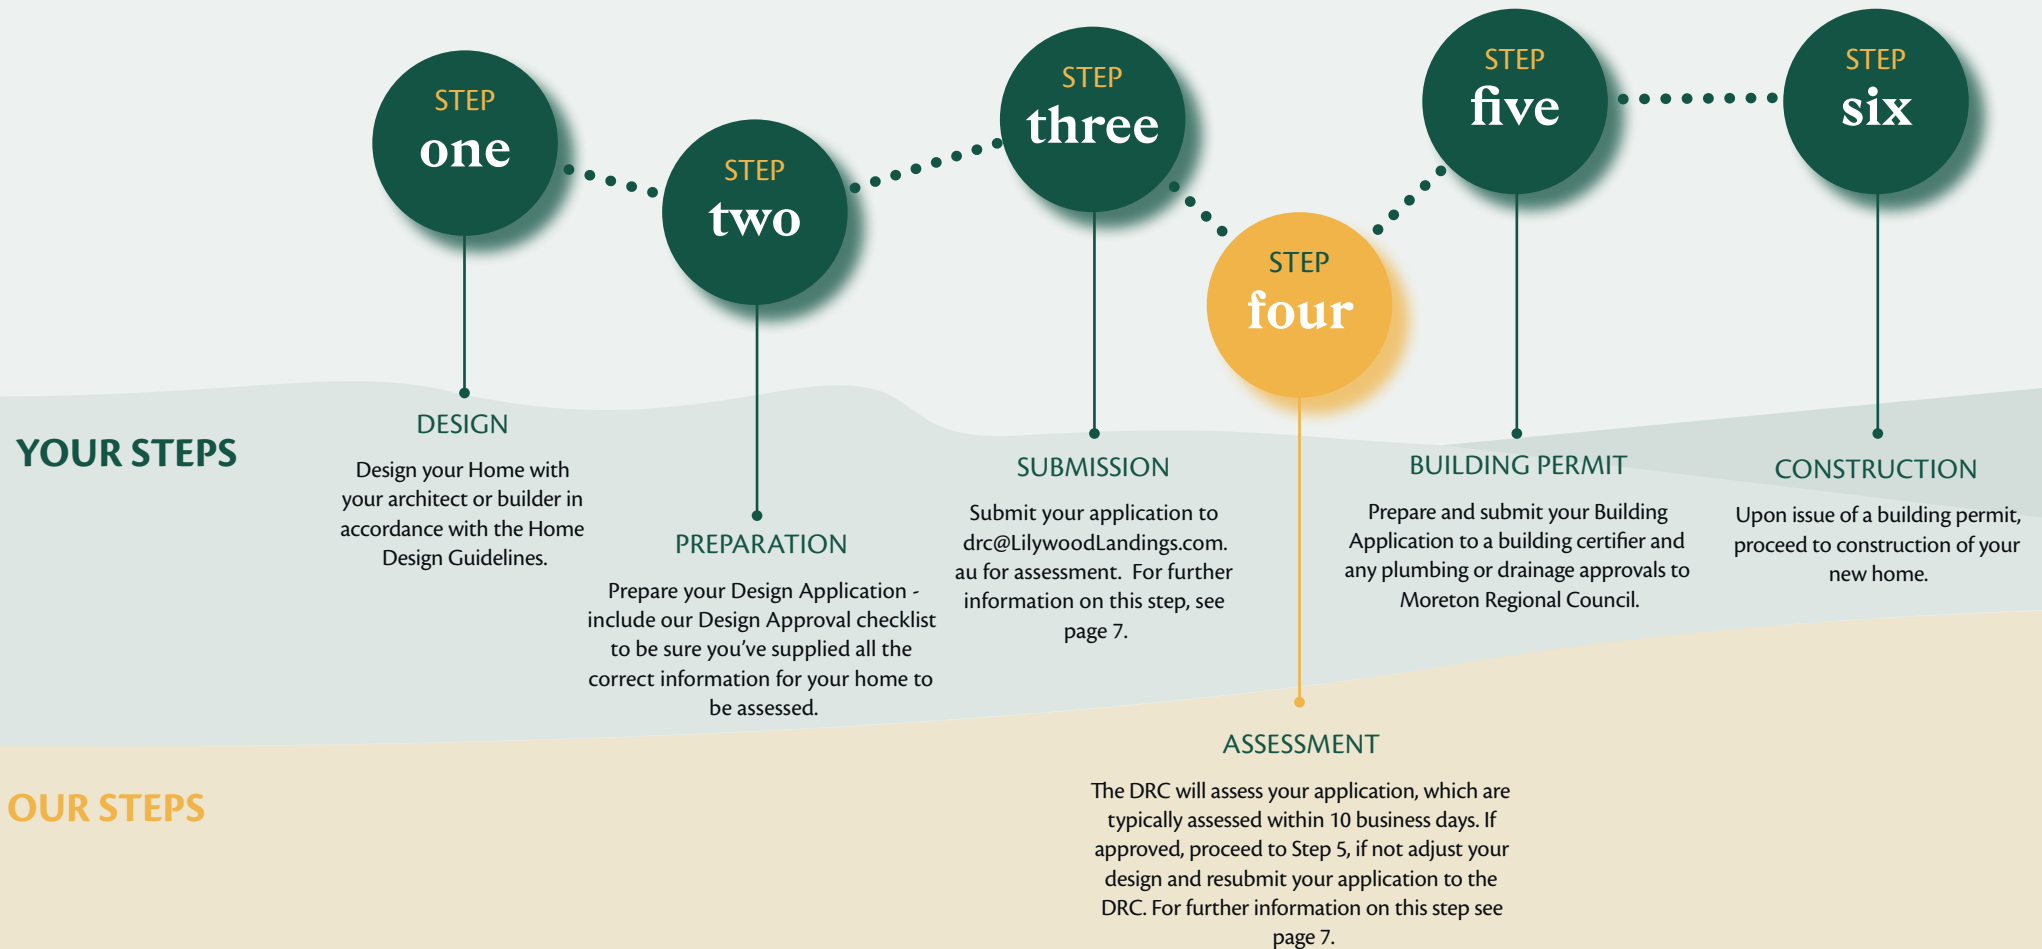 STEP
one
STEP
two
STEP
three
STEP
four
STEP
five
STEP
six
YOUR STEPS
DESIGN
Design your Home with
your architect or builder in
accordance with the Home
Design Guidelines.
PREPARATION
Prepare your Design Application -
include our Design Approval checklist
to be sure you've supplied all the
correct information for your home to
be assessed.
SUBMISSION
Submit your application to
drc@LilywoodLandings.com.
au for assessment.  For further
information on this step, see
page 7.
BUILDING PERMIT
Prepare and submit your Building
Application to a building certifier and
any plumbing or drainage approvals to
Moreton Regional Council.
CONSTRUCTION
Upon issue of a building permit,
proceed to construction of your
new home.
OUR STEPS
ASSESSMENT
The DRC will assess your application, which are
typically assessed within 10 business days. If
approved, proceed to Step 5, if not adjust your
design and resubmit your application to the
DRC. For further information on this step see
page 7.